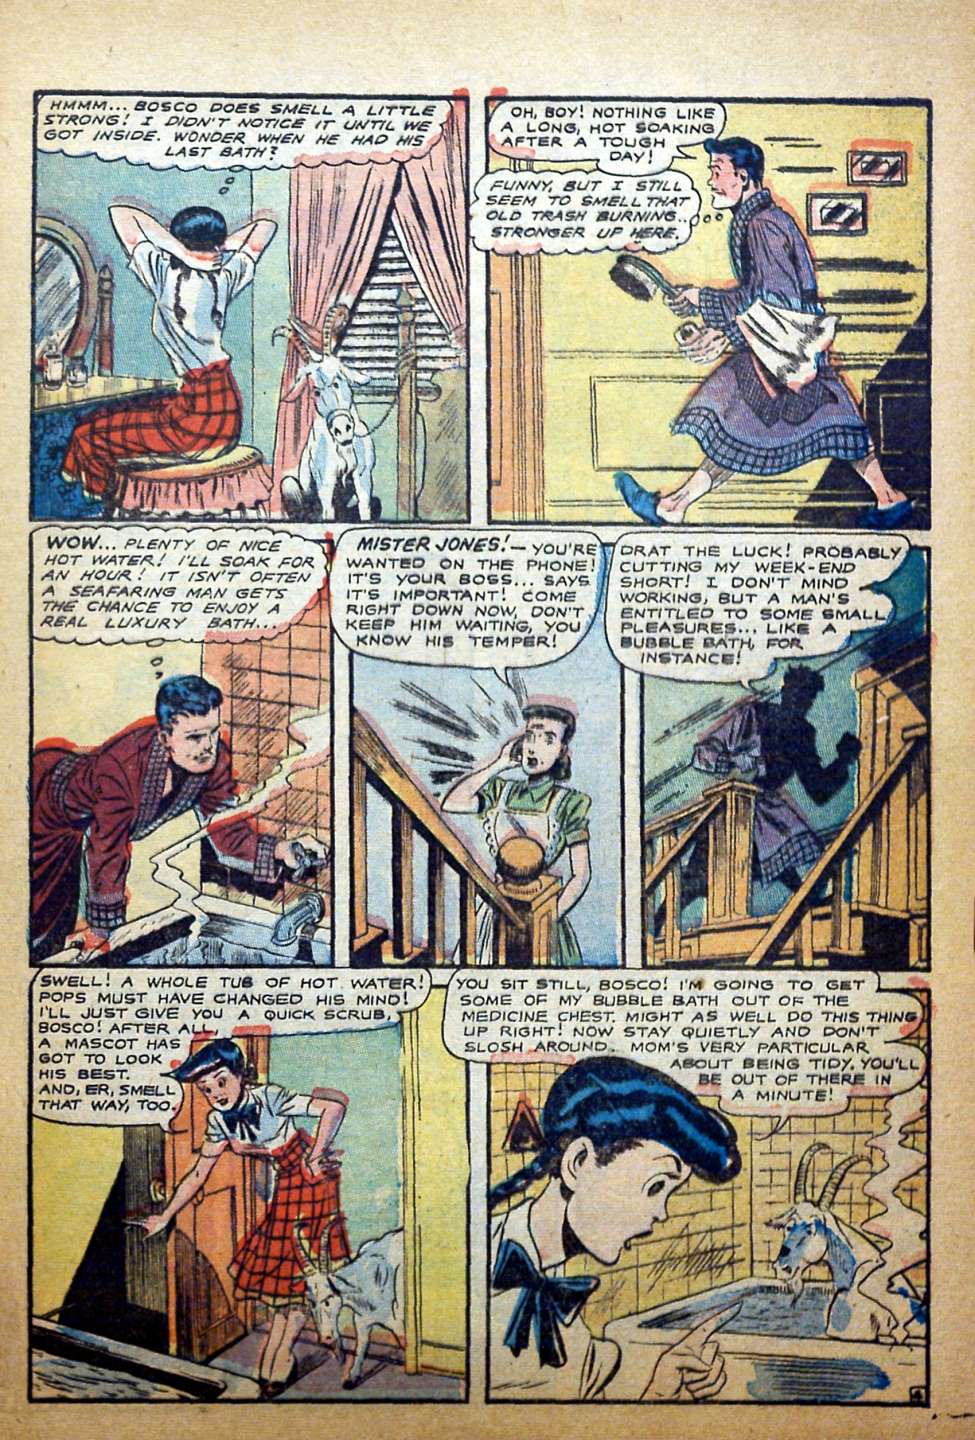 HMMM... BOSCO DOES SMELL A LITTLE
STRONG! I DIDN'T NOTICE IT UNTIL WE
GOT INSIDE. WONDER WHEN HE HAD HIS
LAST BATH?
OH, BOY! NOTHING LIKE
A LONG, HOT SOAKING
AFTER A TOUGH
DAY!
FUNNY, BUT I STILL
SEEM TO SMELL THAT
OLD TRASH BURNING..
STRONGER UP HERE.
WOW... PLENTY OF NICE
HOT WATER! I'LL SOAK FOR
AN HOUR! IT ISN'T OFTEN
A SEAFARING MAN GETS
THE CHANCE TO ENJOY A
REAL LUXURY BATH...
MISTER JONES!- YOU'RE
WANTED ON THE PHONE!
IT'S YOUR BOSS... SAYS
IT'S IMPORTANT! COME
RIGHT DOWN NOW, DON'T
KEEP HIM WAITING, YOU
KNOW HIS TEMPER!
DRAT THE LUCK! PROBABLY
CUTTING MY WEEK-END
SHORT! I DON'T MIND
WORKING, BUT A MAN'S
ENTITLED TO SOME SMALL
PLEASURES... LIKE A
BUBBLE BATH, FOR
INSTANCE!
SWELL! A WHOLE TUB OF HOT WATER!
POPS MUST HAVE CHANGED HIS MIND!
I'LL JUST GIVE YOU A QUICK SCRUB,
BOSCO! AFTER ALL,
A MASCOT HAS
GOT TO LOOK
HIS BEST.
AND, ER, SMELL
THAT WAY, TOO.
YOU SIT STILL, BOSCO! I'M GOING TO GET
SOME OF MY BUBBLE BATH OUT OF THE
MEDICINE CHEST. MIGHT AS WELL DO THIS THING
UP RIGHT! NOW STAY QUIETLY AND DON'T
SLOSH AROUND. MOM'S VERY PARTICULAR
ABOUT BEING TIDY. YOU'LL
BE OUT OF THERE IN
A MINUTE!
4